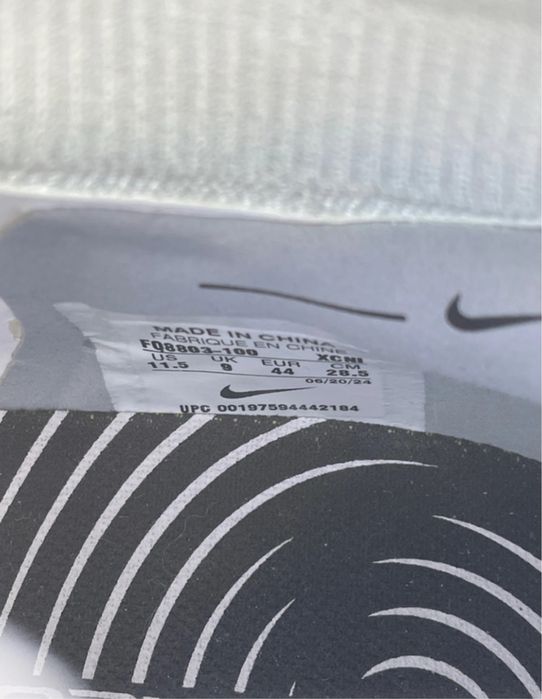 MADE IN CHINA
FABRIQUE EN CHINE
FQ8803-100 XCNI
US UK EUR CM
11.5 9 44 28.5
06/20/24
UPC 00197594442184